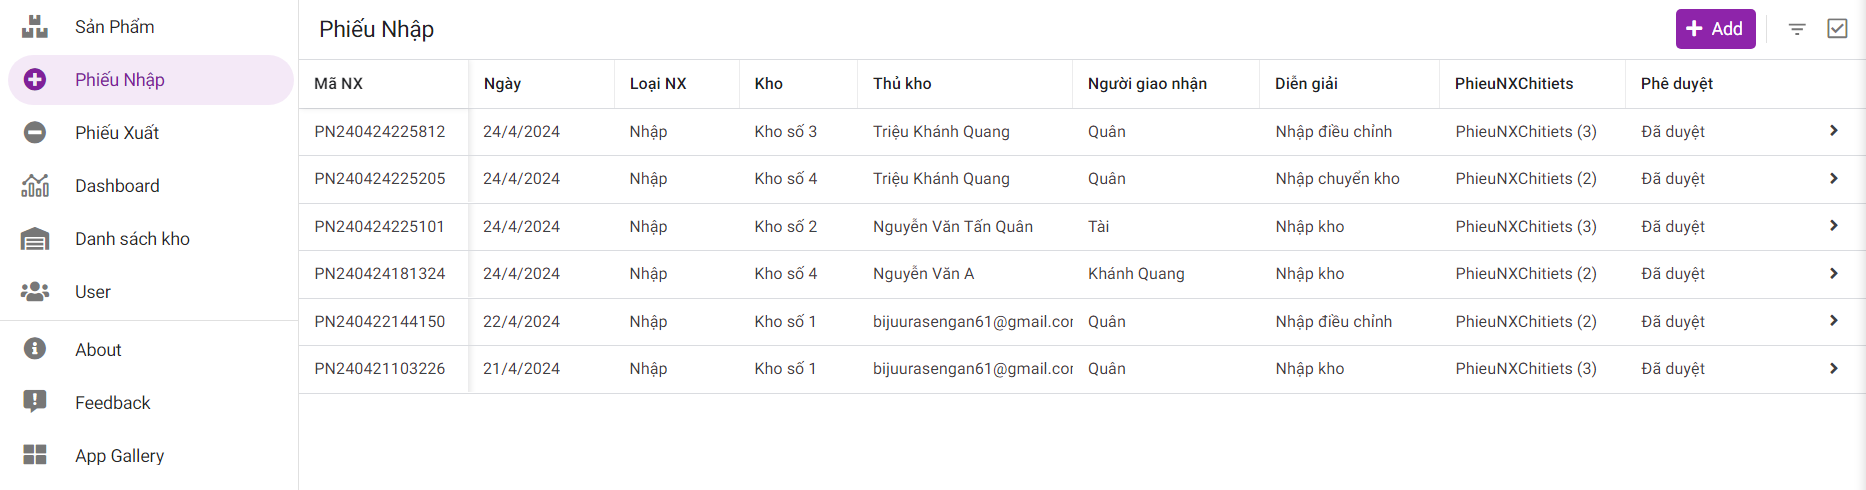 Sản Phẩm
Phiếu Nhập
Phiếu Xuất
Dashboard
Danh sách kho
User
About
Feedback
App Gallery
Phiếu Nhập
Add
Mã NX Ngày Loại NX Kho Thủ kho Người giao nhận Diễn giải PhieuNXChitiets Phê duyệt
PN240424225812 24/4/2024 Nhập Kho số 3 Triệu Khánh Quang Quân Nhập điều chỉnh PhieuNXChitiets (3) Đã duyệt
PN240424225205 24/4/2024 Nhập Kho số 4 Triệu Khánh Quang Quân Nhập chuyển kho PhieuNXChitiets (2) Đã duyệt
PN240424225101 24/4/2024 Nhập Kho số 2 Nguyễn Văn Tấn Quân Tài Nhập kho PhieuNXChitiets (3) Đã duyệt
PN240424181324 24/4/2024 Nhập Kho số 4 Nguyễn Văn A Khánh Quang Nhập kho PhieuNXChitiets (2) Đã duyệt
PN240422144150 22/4/2024 Nhập Kho số 1 bijuurasengan61@gmail.com Quân Nhập điều chỉnh PhieuNXChitiets (2) Đã duyệt
PN240421103226 21/4/2024 Nhập Kho số 1 bijuurasengan61@gmail.com Quân Nhập kho PhieuNXChitiets (3) Đã duyệt